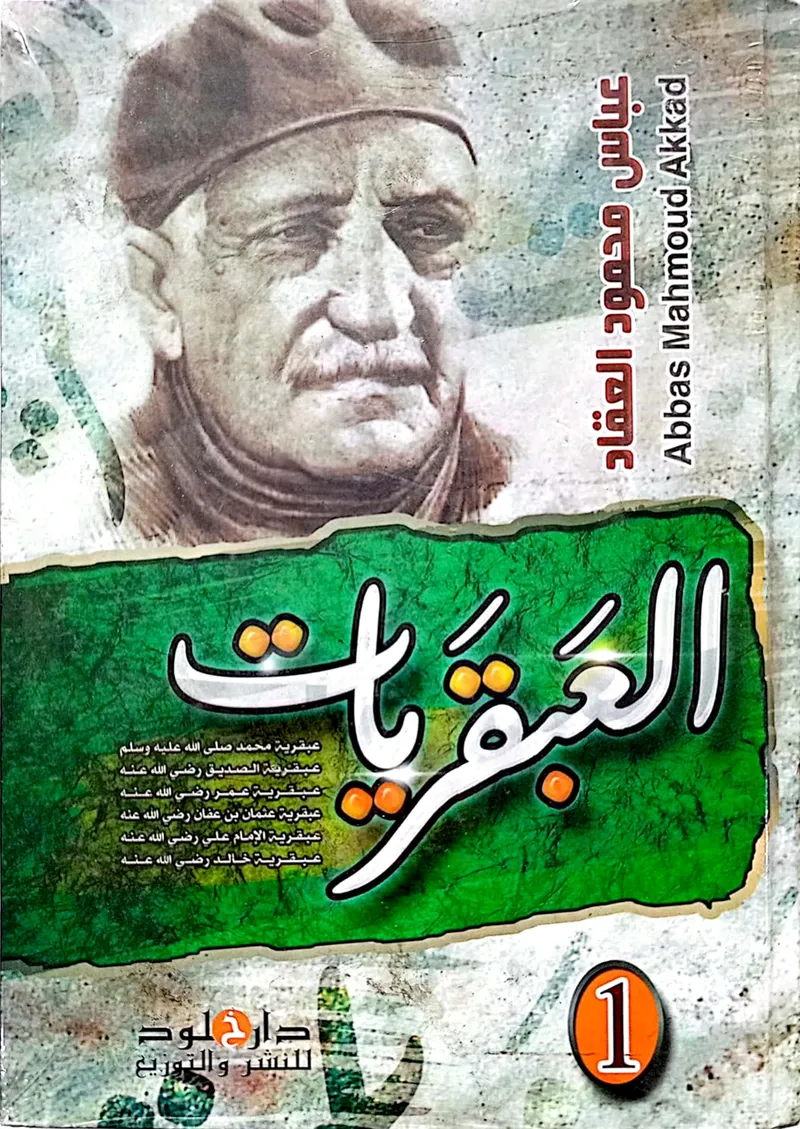 عباس محمود العقاد
Abbas Mahmoud Akkad
العبقريات
عبقرية محمد صلى الله عليه وسلم
عبقرية الصديق رضي الله عنه
عبقرية عمر رضي الله عنه
عبقرية عثمان بن عفان رضي الله عنه
عبقرية الإمام علي رضي الله عنه
عبقرية خالد رضي الله عنه
1
دار خلود
للنشر والتوزيع